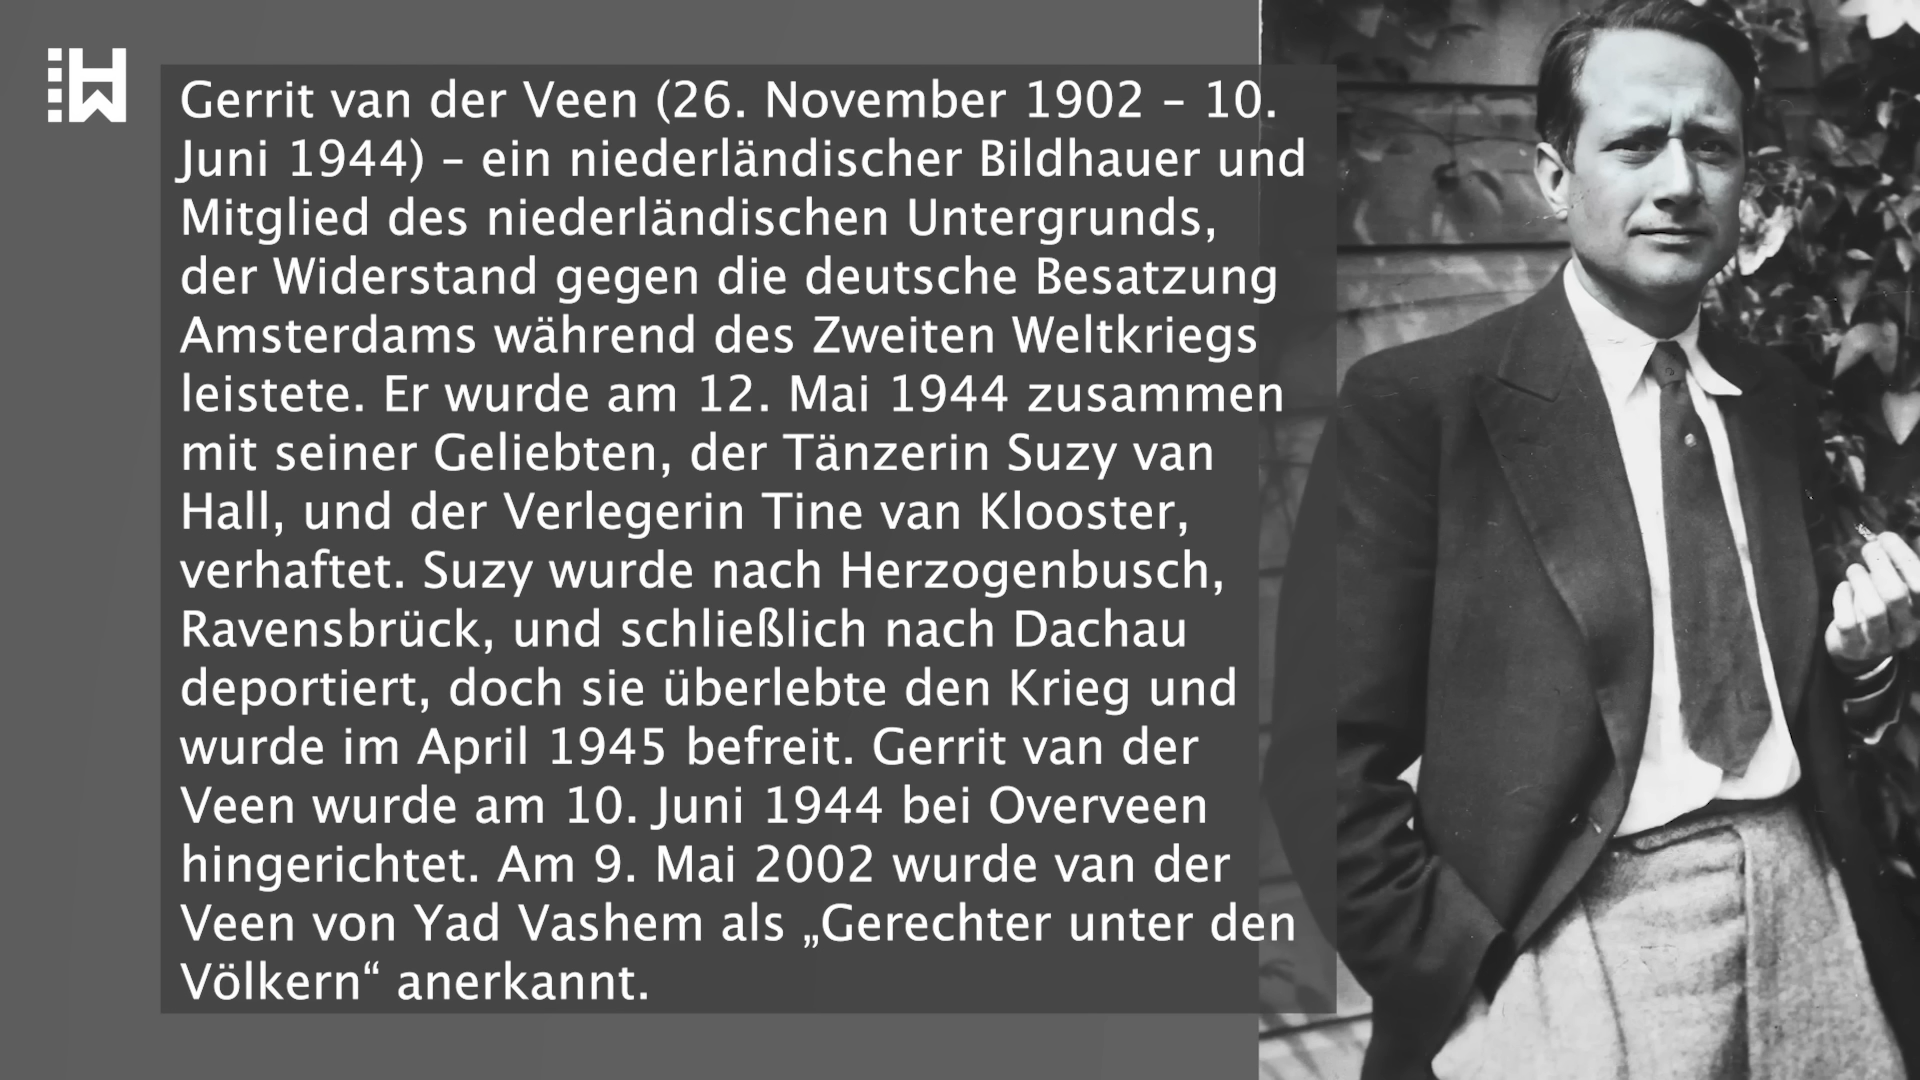 Gerrit van der Veen (26. November 1902 – 10.
Juni 1944) – ein niederländischer Bildhauer und
Mitglied des niederländischen Untergrunds,
der Widerstand gegen die deutsche Besatzung
Amsterdams während des Zweiten Weltkriegs
leistete. Er wurde am 12. Mai 1944 zusammen
mit seiner Geliebten, der Tänzerin Suzy van
Hall, und der Verlegerin Tine van Klooster,
verhaftet. Suzy wurde nach Herzogenbusch,
Ravensbrück, und schließlich nach Dachau
deportiert, doch sie überlebte den Krieg und
wurde im April 1945 befreit. Gerrit van der
Veen wurde am 10. Juni 1944 bei Overveen
hingerichtet. Am 9. Mai 2002 wurde van der
Veen von Yad Vashem als „Gerechter unter den
Völkern“ anerkannt.